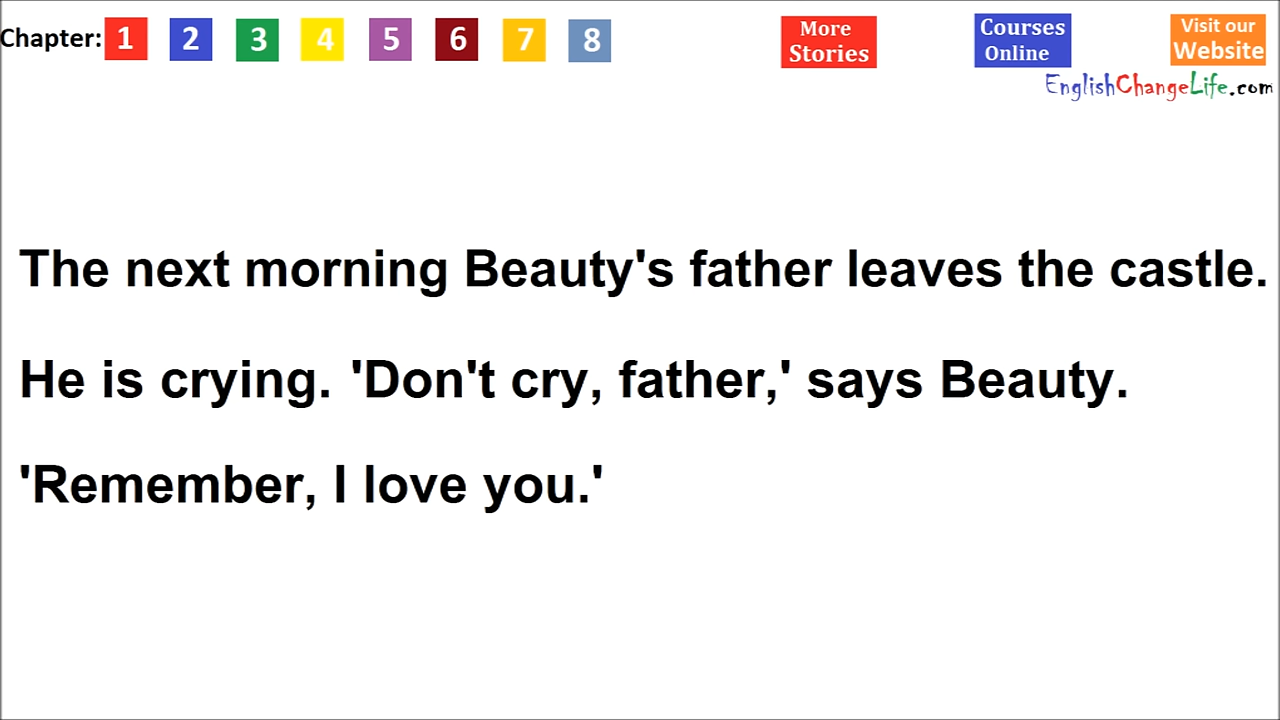 Chapter: 1 2 3 4 5 6 7 8
More
Stories
Courses
Online
Visit our
Website
EnglishChangeLife.com
The next morning Beauty's father leaves the castle.
He is crying. 'Don't cry, father,' says Beauty.
'Remember, I love you.'